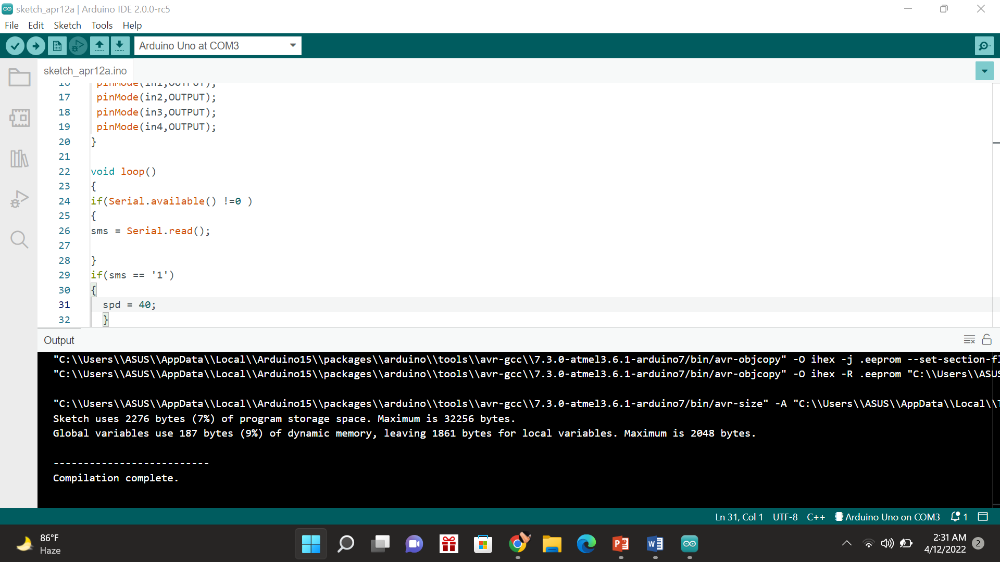 sketch_apr12a | Arduino IDE 2.0.0-rc5
File Edit Sketch Tools Help
Arduino Uno at COM3
sketch_apr12a.ino
16 pinMode(in1,OUTPUT);
17 pinMode(in2,OUTPUT);
18 pinMode(in3,OUTPUT);
19 pinMode(in4,OUTPUT);
20 }
21
22 void loop()
23 {
24 if(Serial.available() !=0 )
25 {
26 sms = Serial.read();
27
28 }
29 if(sms == '1')
30 {
31 spd = 40;
32 }
Output
"C:\\Users\\ASUS\\AppData\\Local\\Arduino15\\packages\\arduino\\tools\\avr-gcc\\7.3.0-atmel3.6.1-arduino7/bin/avr-objcopy" -O ihex -j .eeprom --set-section-fl
"C:\\Users\\ASUS\\AppData\\Local\\Arduino15\\packages\\arduino\\tools\\avr-gcc\\7.3.0-atmel3.6.1-arduino7/bin/avr-objcopy" -O ihex -R .eeprom "C:\\Users\\ASUS
"C:\\Users\\ASUS\\AppData\\Local\\Arduino15\\packages\\arduino\\tools\\avr-gcc\\7.3.0-atmel3.6.1-arduino7/bin/avr-size" -A "C:\\Users\\ASUS\\AppData\\Local\\T
Sketch uses 2276 bytes (7%) of program storage space. Maximum is 32256 bytes.
Global variables use 187 bytes (9%) of dynamic memory, leaving 1861 bytes for local variables. Maximum is 2048 bytes.
--------------------------
Compilation complete.
Ln 31, Col 1 UTF-8 C++ Arduino Uno on COM3 1
86°F
Haze
2:31 AM
4/12/2022
2